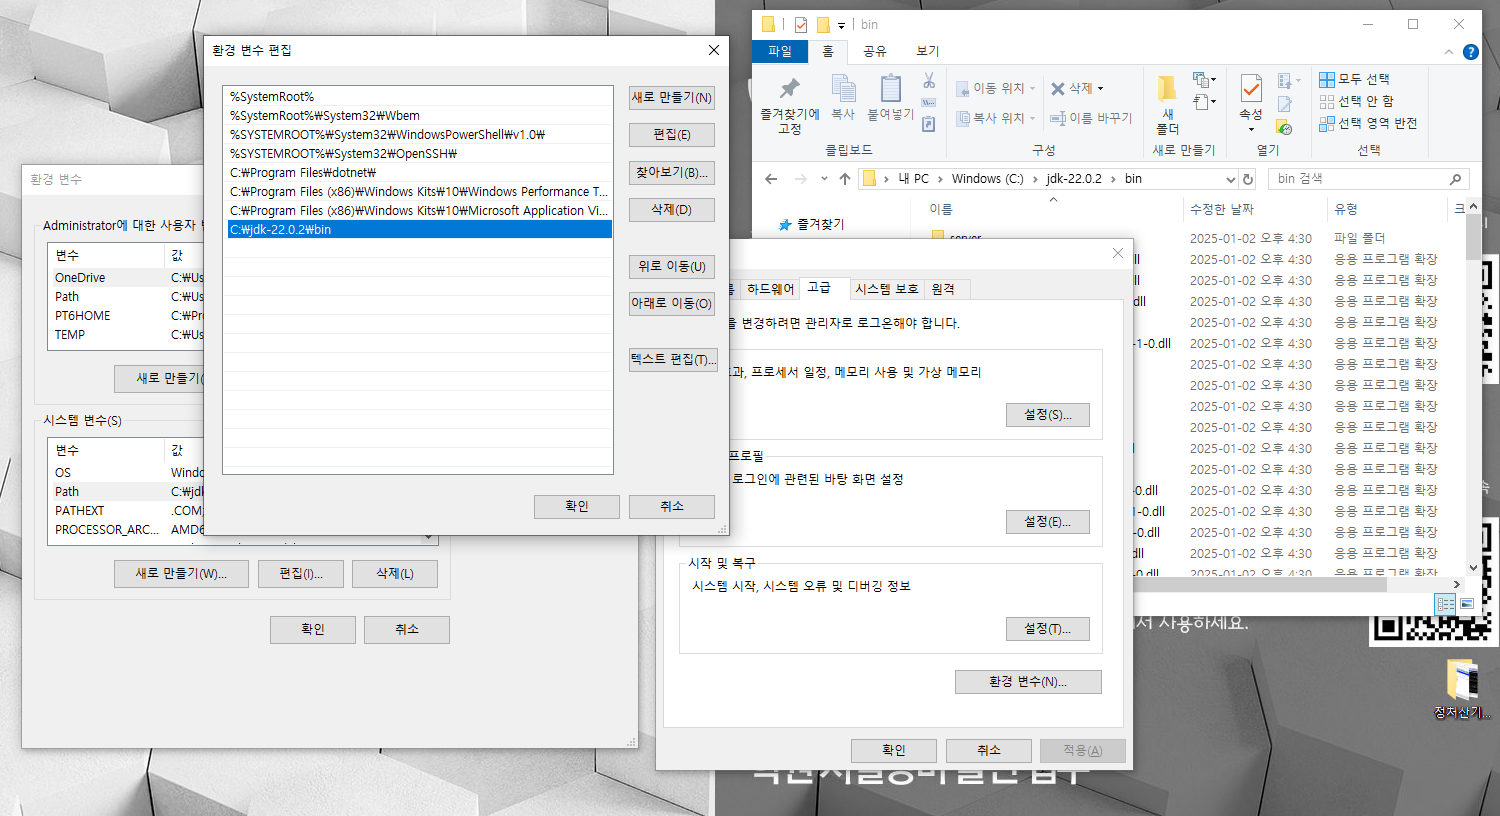 환경 변수 편집
%SystemRoot%
%SystemRoot%₩System32₩Wbem
%SYSTEMROOT%₩System32₩WindowsPowerShell₩v1.0₩
%SYSTEMROOT%₩System32₩OpenSSH₩
C:₩Program Files₩dotnet₩
C:₩Program Files (x86)₩Windows Kits₩10₩Windows Performance T...
C:₩Program Files (x86)₩Windows Kits₩10₩Microsoft Application Vi...
C:₩jdk-22.0.2₩bin
새로 만들기(N)
편집(E)
찾아보기(B)...
삭제(D)
위로 이동(U)
아래로 이동(O)
텍스트 편집(T)...
확인
취소
환경 변수
Administrator에 대한 사용자
변수 값
OneDrive C:₩Us
Path C:₩Us
PT6HOME C:₩Pr
TEMP C:₩Us
새로 만들기(
시스템 변수(S)
변수 값
OS Windo
Path C:₩jdk
PATHEXT .COM;
PROCESSOR_ARC... AMD6
새로 만들기(W)...
편집(I)...
삭제(L)
확인
취소
bin
파일 홈 공유 보기
즐겨찾기에 고정
복사
붙여넣기
클립보드
이동 위치
복사 위치
삭제
이름 바꾸기
구성
새 폴더
새로 만들기
속성
열기
모두 선택
선택 안 함
선택 영역 반전
선택
내 PC > Windows (C:) > jdk-22.0.2 > bin
bin 검색
즐겨찾기
이름 수정한 날짜 유형 크
server 2025-01-02 오후 4:30 파일 폴더
ll 2025-01-02 오후 4:30 응용 프로그램 확장
ll 2025-01-02 오후 4:30 응용 프로그램 확장
dll 2025-01-02 오후 4:30 응용 프로그램 확장
2025-01-02 오후 4:30 응용 프로그램 확장
-1-0.dll 2025-01-02 오후 4:30 응용 프로그램 확장
2025-01-02 오후 4:30 응용 프로그램 확장
2025-01-02 오후 4:30 응용 프로그램 확장
2025-01-02 오후 4:30 응용 프로그램 확장
2025-01-02 오후 4:30 응용 프로그램 확장
l 2025-01-02 오후 4:30 응용 프로그램 확장
2025-01-02 오후 4:30 응용 프로그램 확장
-0.dll 2025-01-02 오후 4:30 응용 프로그램 확장
1-0.dll 2025-01-02 오후 4:30 응용 프로그램 확장
-0.dll 2025-01-02 오후 4:30 응용 프로그램 확장
dll 2025-01-02 오후 4:30 응용 프로그램 확장
-0.dll 2025-01-02 오후 4:30 응용 프로그램 확장
하드웨어 고급 시스템 보호 원격
을 변경하려면 관리자로 로그온해야 합니다.
과, 프로세서 일정, 메모리 사용 및 가상 메모리
설정(S)...
프로필
로그인에 관련된 바탕 화면 설정
설정(E)...
시작 및 복구
시스템 시작, 시스템 오류 및 디버깅 정보
설정(T)...
환경 변수(N)...
확인
취소
적용(A)
서 사용하세요.
정처산기...